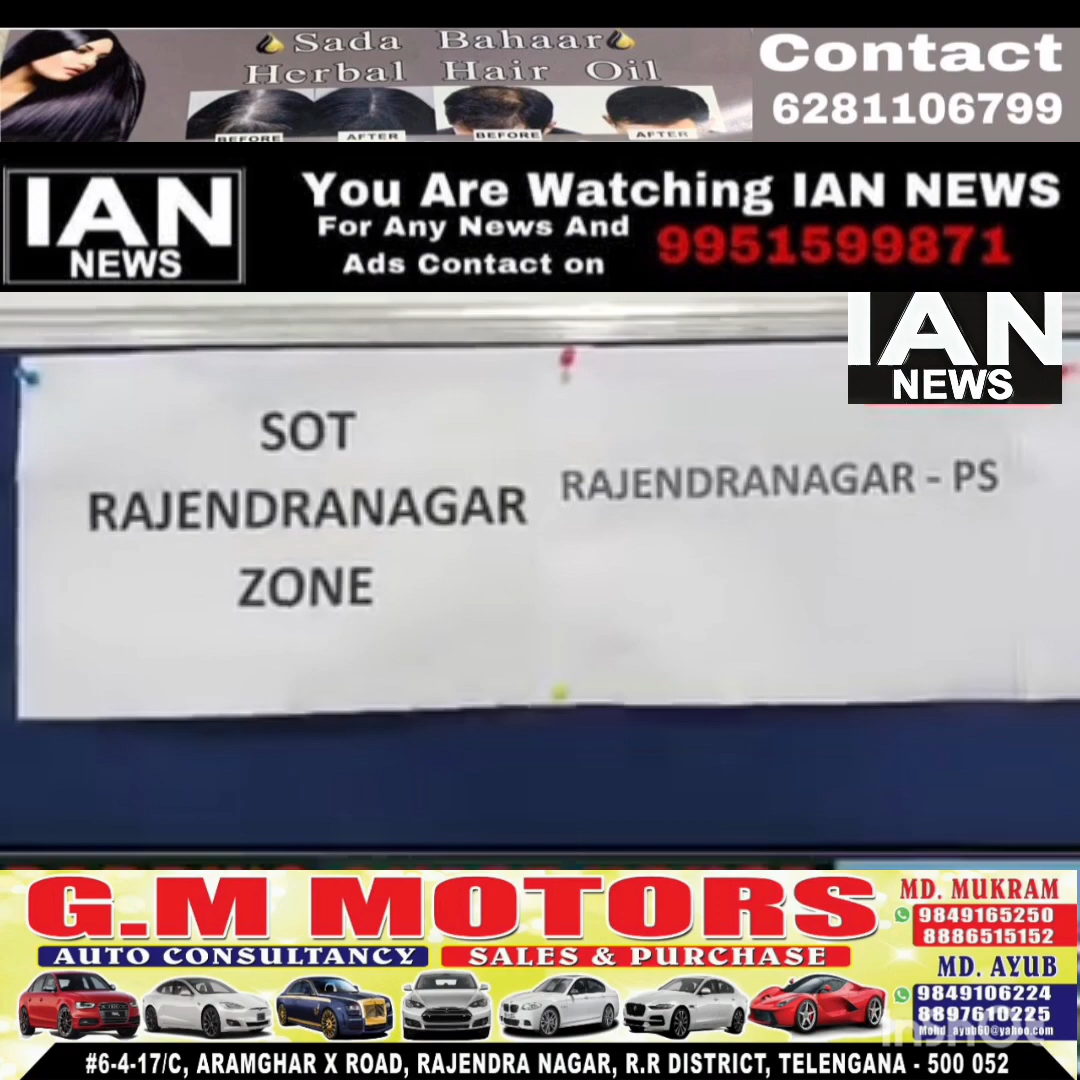 Sada Bahaar
Herbal Hair Oil
BEFORE
AFTER
BEFORE
AFTER
Contact
6281106799
IAN
NEWS
You Are Watching IAN NEWS
For Any News And
Ads Contact on
9951599871
IAN
NEWS
SOT
RAJENDRANAGAR
ZONE
RAJENDRANAGAR - PS
G.M MOTORS
AUTO CONSULTANCY
SALES & PURCHASE
MD. MUKRAM
9849165250
8886515152
MD. AYUB
9849106224
8897610225
Mohd_ayub60@yahoo.com
#6-4-17/C, ARAMGHAR X ROAD, RAJENDRA NAGAR, R.R DISTRICT, TELENGANA - 500 052